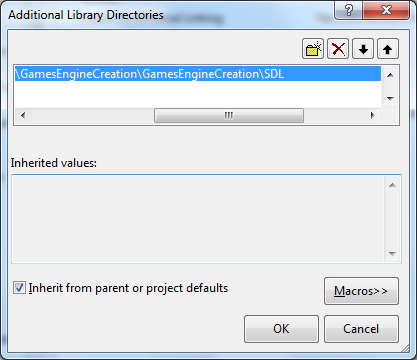 Additional Library Directories
\GamesEngineCreation\GamesEngineCreation\SDL
Inherited values:
Inherit from parent or project defaults
Macros>>
OK
Cancel